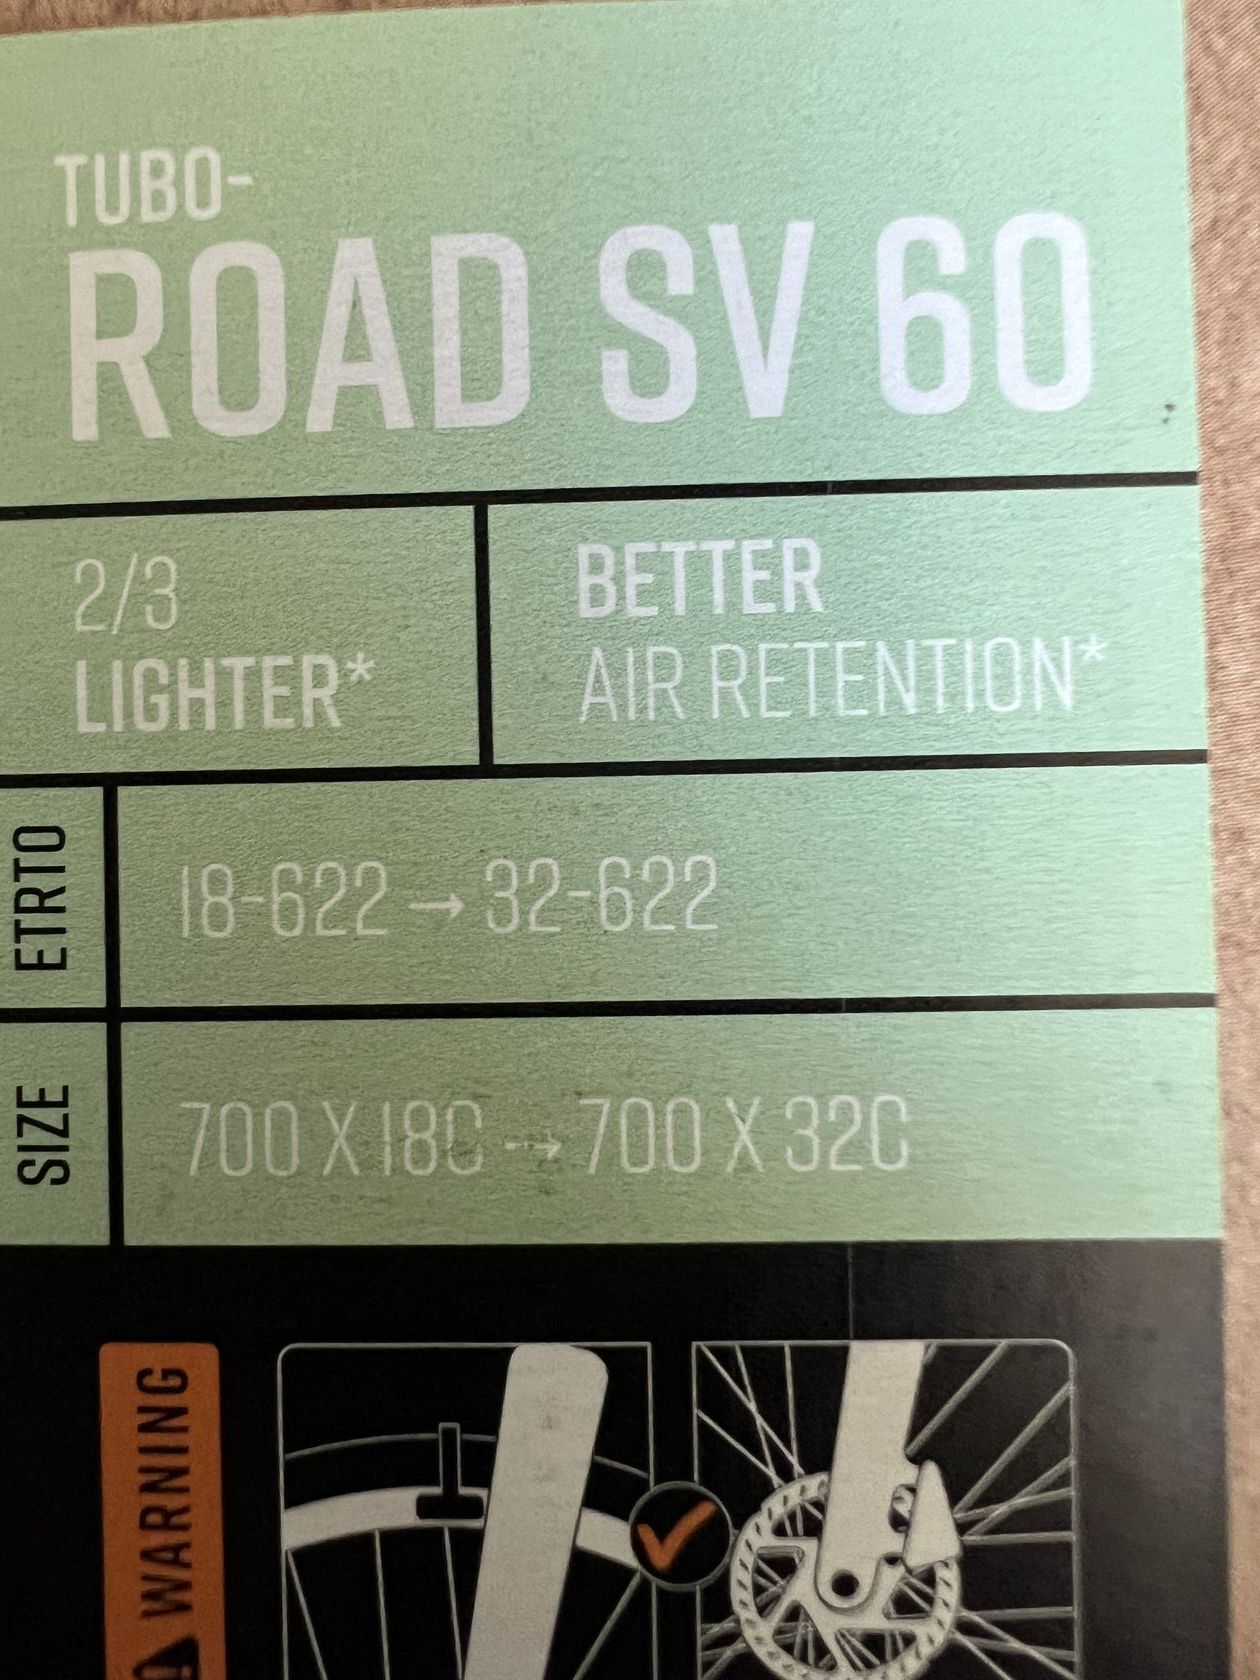 TUBO-
ROAD SV 60
2/3
LIGHTER*
BETTER
AIR RETENTION*
ETRTO
18-622 → 32-622
SIZE
700 X 18C --→ 700 X 32C
WARNING